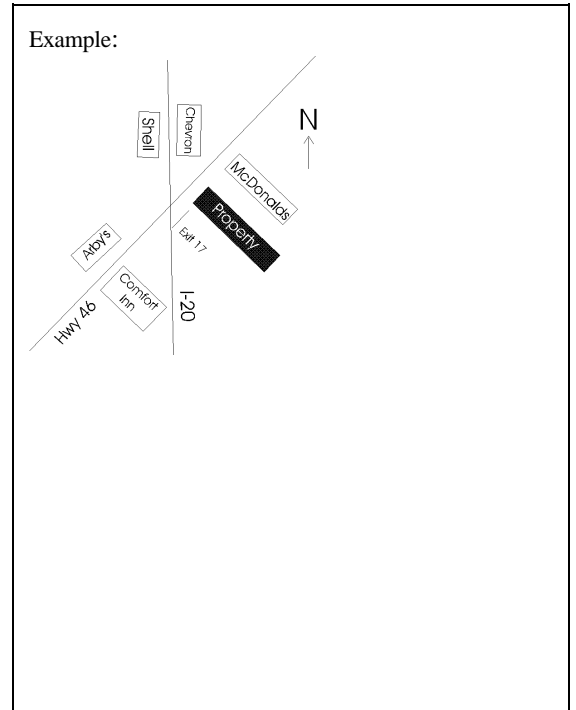 Example:
Shell
Chevron
N
McDonalds
Property
Exit 17
Arby's
Comfort
Inn
I-20
Hwy 46